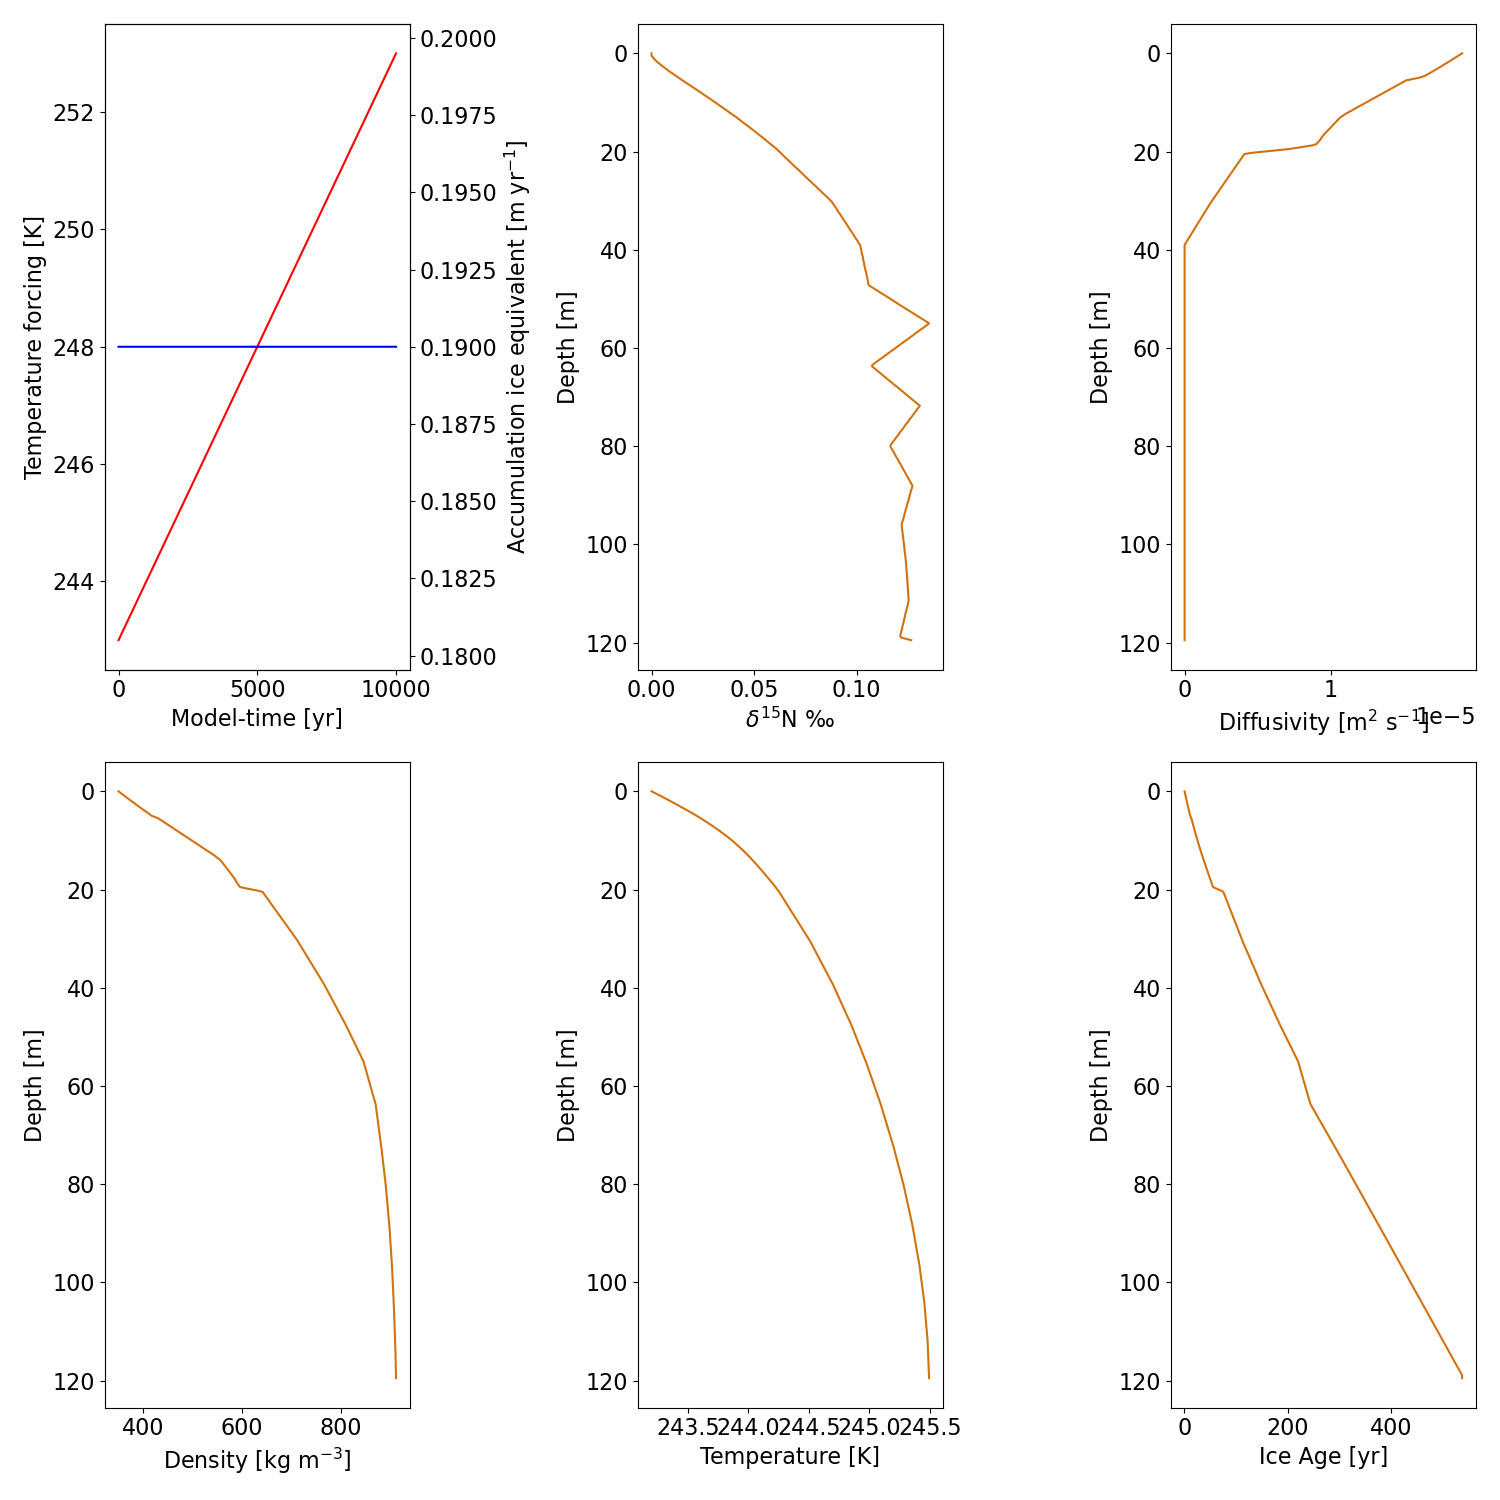 Temperature forcing [K]
252
250
248
246
244
0.2000
0.1975
0.1950
0.1925
0.1900
0.1875
0.1850
0.1825
0.1800
Accumulation ice equivalent [m yr⁻¹]
0 5000 10000
Model-time [yr]
Depth [m]
0
20
40
60
80
100
120
0.00 0.05 0.10
δ¹⁵N ‰
Depth [m]
0
20
40
60
80
100
120
0 1
1e−5
Diffusivity [m² s⁻¹]
Depth [m]
0
20
40
60
80
100
120
400 600 800
Density [kg m⁻³]
Depth [m]
0
20
40
60
80
100
120
243.5 244.0 244.5 245.0 245.5
Temperature [K]
Depth [m]
0
20
40
60
80
100
120
0 200 400
Ice Age [yr]